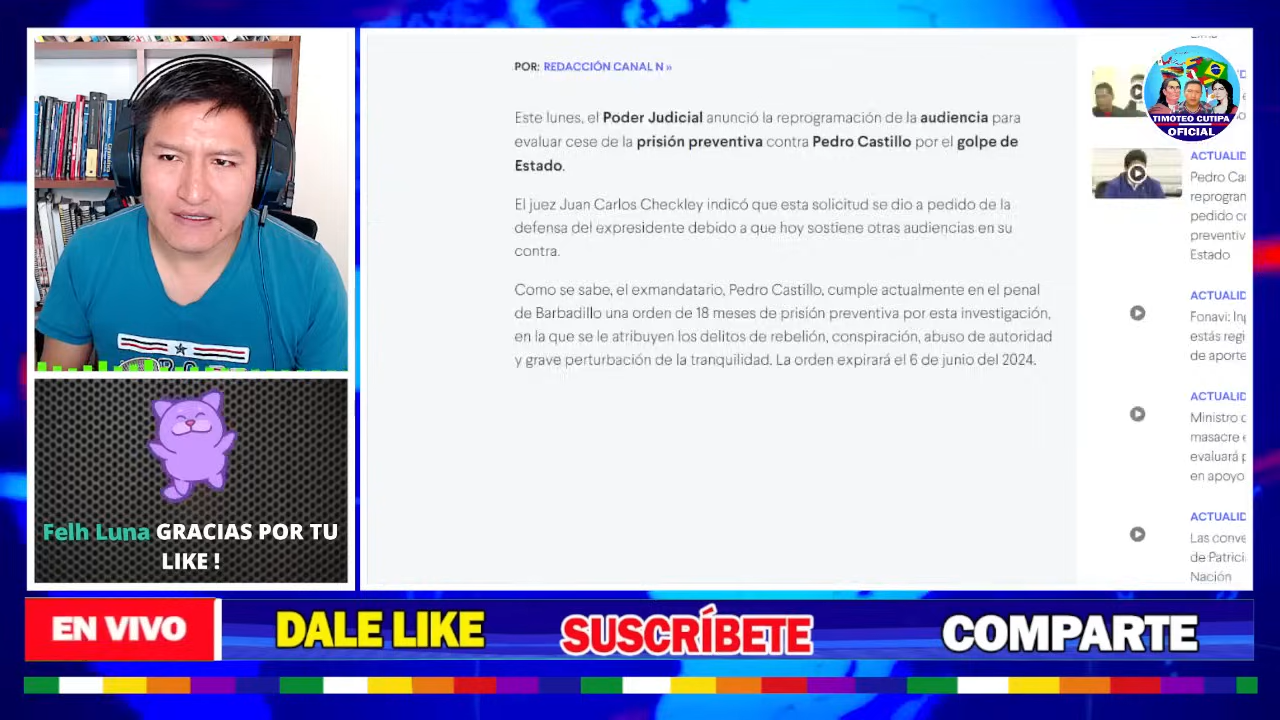 POR: REDACCIÓN CANAL N »
Este lunes, el Poder Judicial anunció la reprogramación de la audiencia para
evaluar cese de la prisión preventiva contra Pedro Castillo por el golpe de
Estado.
El juez Juan Carlos Checkley indicó que esta solicitud se dio a pedido de la
defensa del expresidente debido a que hoy sostiene otras audiencias en su
contra.
Como se sabe, el exmandatario, Pedro Castillo, cumple actualmente en el penal
de Barbadillo una orden de 18 meses de prisión preventiva por esta investigación,
en la que se le atribuyen los delitos de rebelión, conspiración, abuso de autoridad
y grave perturbación de la tranquilidad. La orden expirará el 6 de junio del 2024.
TIMOTEO CUTIPA
OFICIAL
ACTUALID
Pedro Ca
reprogran
pedido c
preventiv
Estado
ACTUALID
Fonavi: In
estás regi
de aporte
ACTUALID
Ministro
masacre
evaluará p
en apoyo
ACTUALID
Las conve
de Patrici
Nación
Felh Luna GRACIAS POR TU
LIKE !
EN VIVO
DALE LIKE
SUSCRÍBETE
COMPARTE